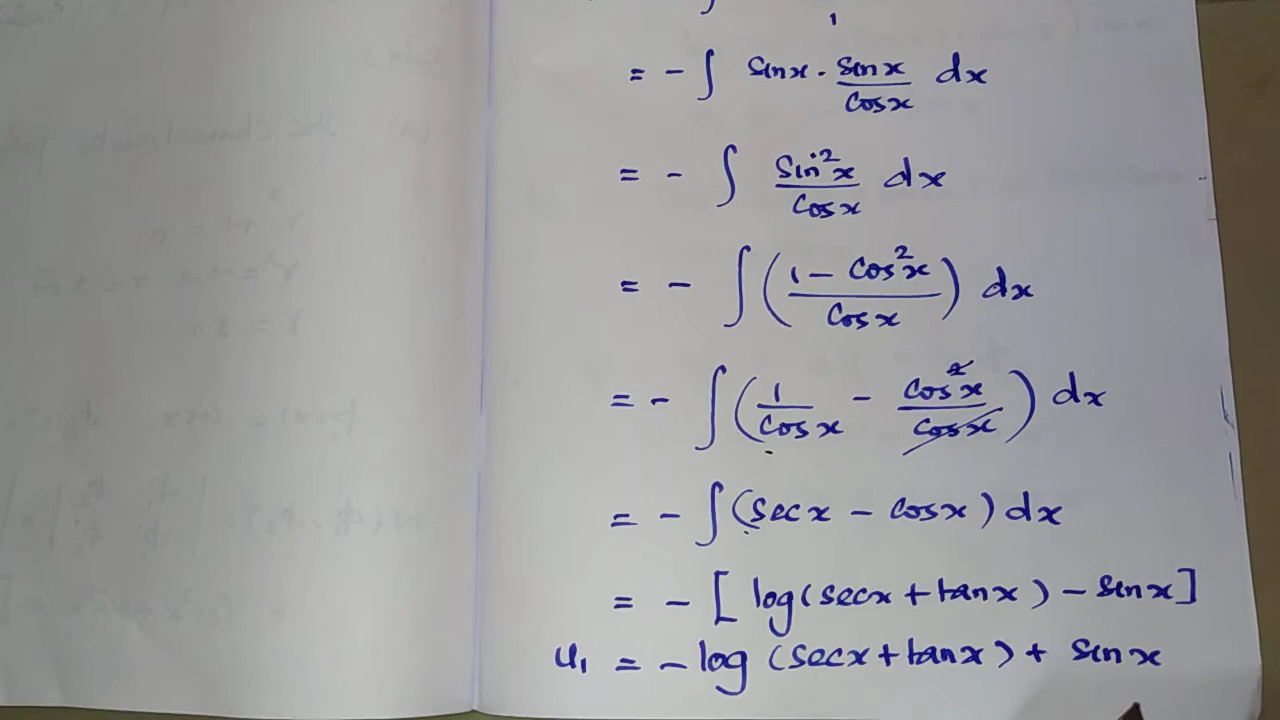 1
= - ∫ sinx · sinx/cosx dx
= - ∫ sin²x/cosx dx
= - ∫ (1 - cos²x/cosx) dx
= - ∫ (1/cosx - cos²x/cosx) dx
= - ∫ (secx - cosx) dx
= - [ log(secx + tanx) - sinx ]
u₁ = - log (secx + tanx) + sinx